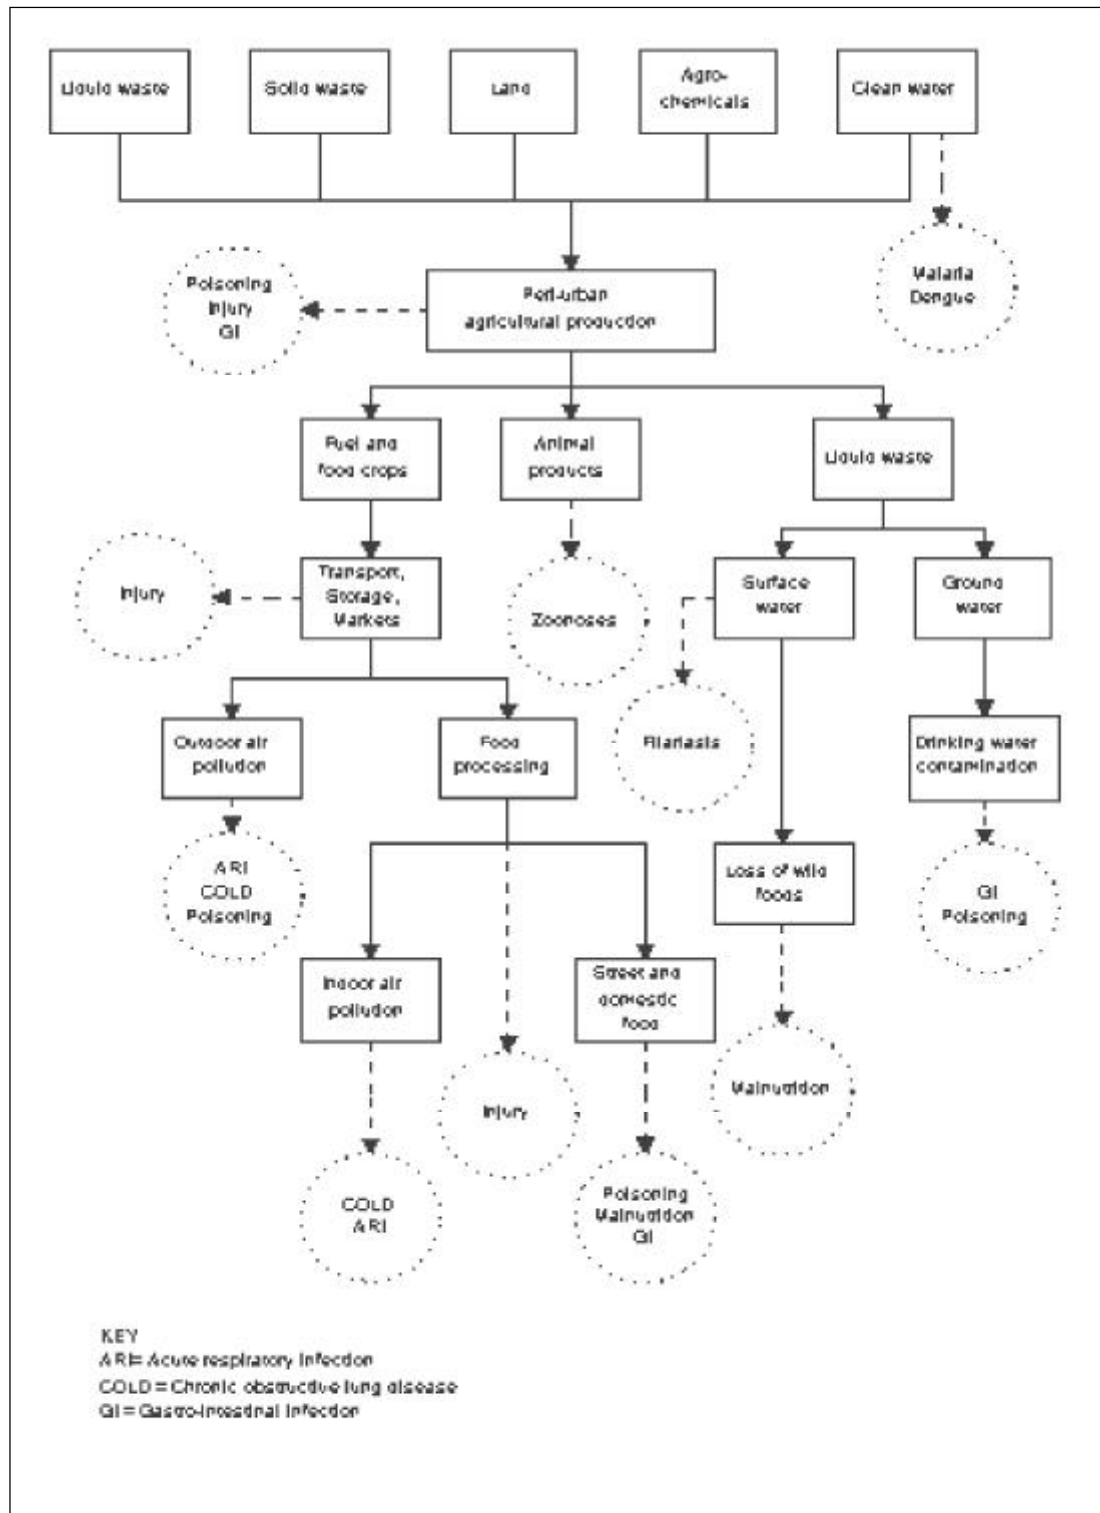 Liquid waste
Solid waste
Land
Agro-
chemicals
Clean water
Malaria
Dengue
Poisoning
Injury
GI
Peri-urban
agricultural production
Fuel and
food crops
Animal
products
Liquid waste
Injury
Transport,
Storage,
Markets
Zoonoses
Surface
water
Ground
water
Outdoor air
pollution
Food
processing
Filariasis
Drinking water
contamination
ARI
COLD
Poisoning
Loss of wild
foods
GI
Poisoning
Indoor air
pollution
Street and
domestic
food
Injury
Malnutrition
COLD
ARI
Poisoning
Malnutrition
GI
KEY
ARI= Acute respiratory infection
COLD = Chronic obstructive lung disease
GI = Gastro-intestinal infection